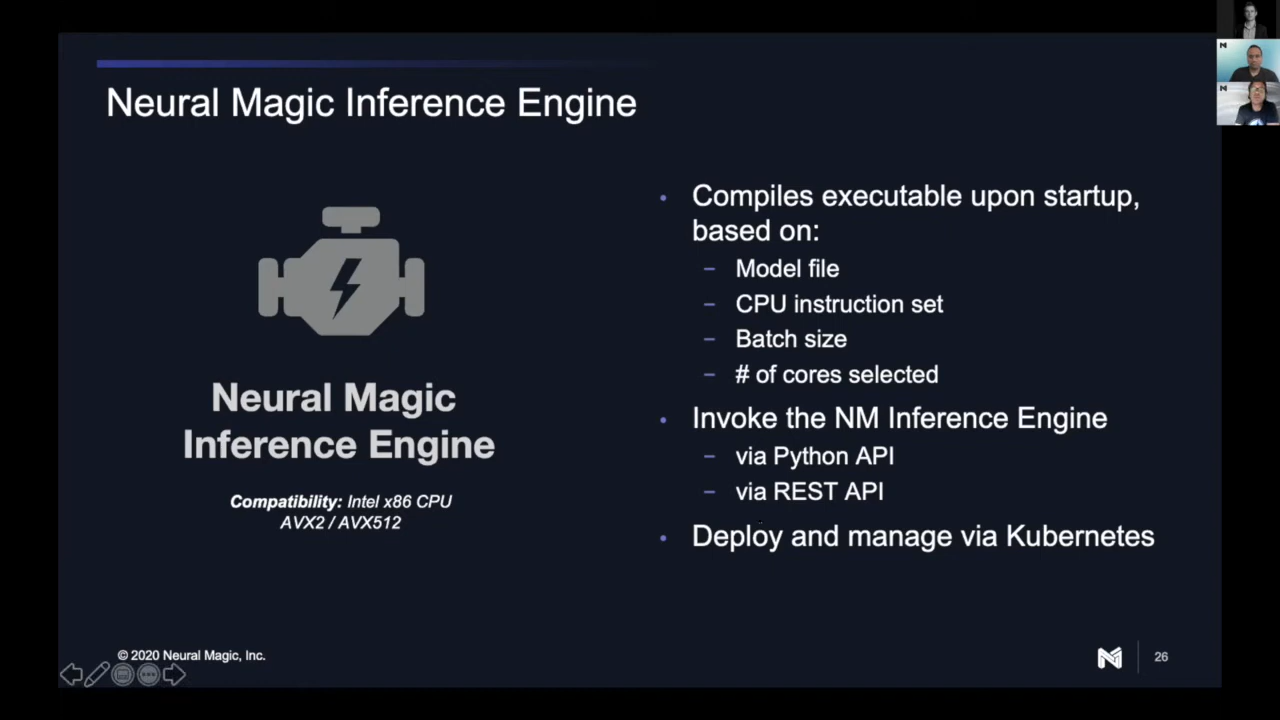 Neural Magic Inference Engine
Neural Magic
Inference Engine
Compatibility: Intel x86 CPU
AVX2 / AVX512
• Compiles executable upon startup,
based on:
– Model file
– CPU instruction set
– Batch size
– # of cores selected
• Invoke the NM Inference Engine
– via Python API
– via REST API
• Deploy and manage via Kubernetes
© 2020 Neural Magic, Inc.
26